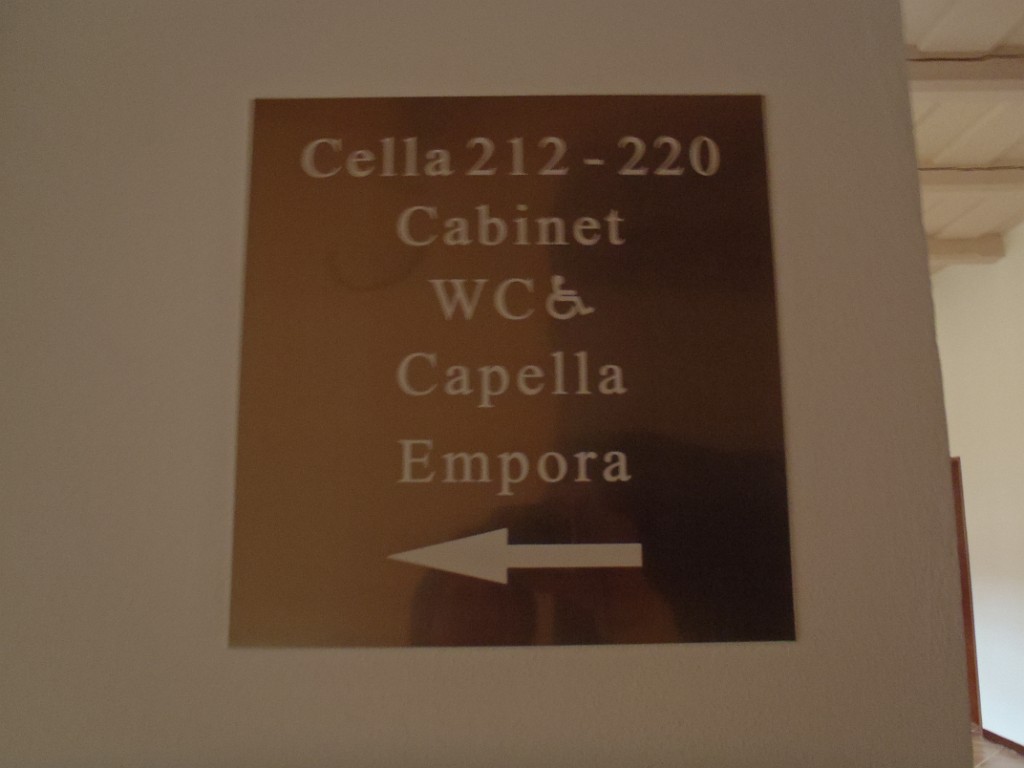 Cella 212 - 220
Cabinet
WC♿
Capella
Empora